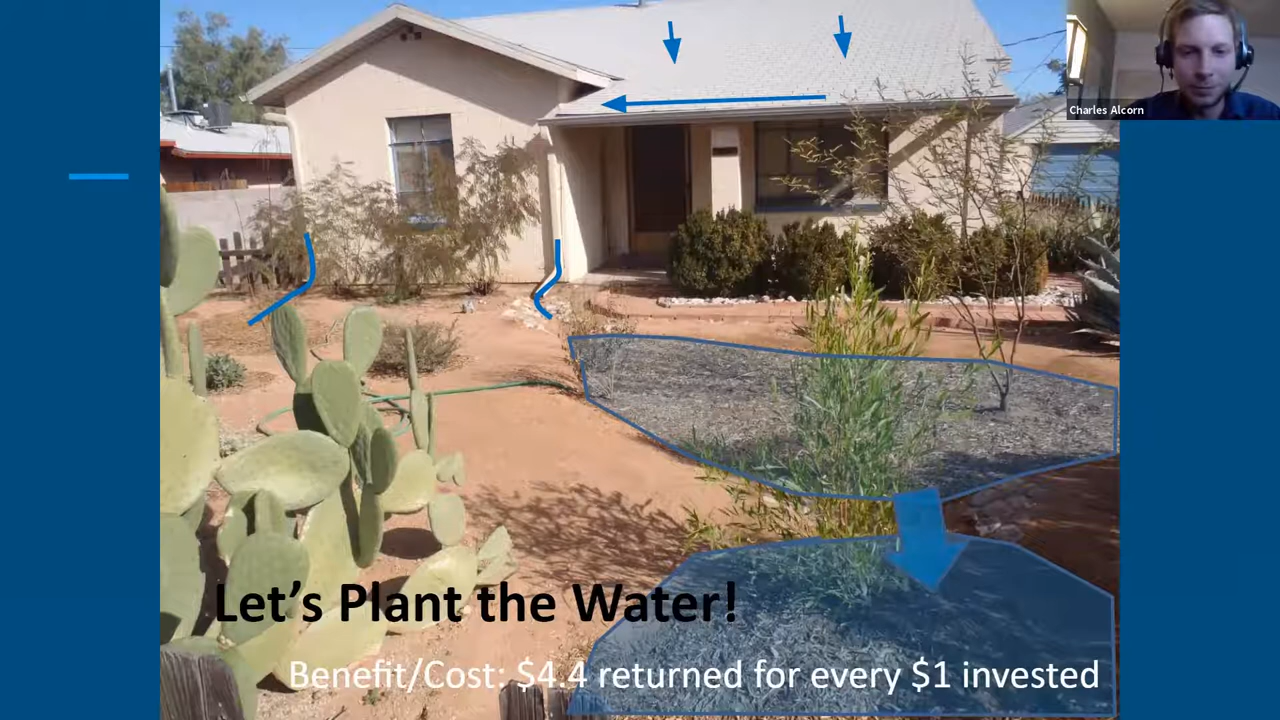 Charles Alcorn
Let's Plant the Water!
Benefit/Cost: $4.4 returned for every $1 invested